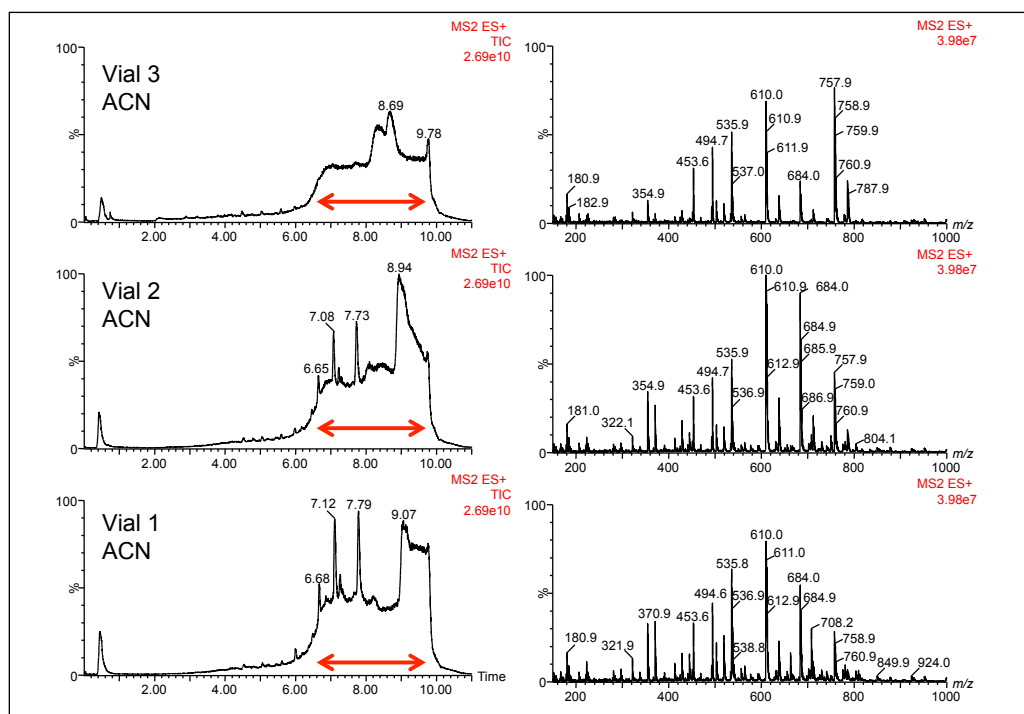 MS2 ES+
TIC
2.69e10
Vial 3
ACN
100
%
0
8.69
9.78
2.00 4.00 6.00 8.00 10.00
MS2 ES+
3.98e7
100
%
0
757.9
610.0
758.9
610.9
535.9
759.9
494.7
611.9
453.6
537.0
684.0
760.9
180.9
354.9
787.9
182.9
200 400 600 800 1000
m/z
MS2 ES+
TIC
2.69e10
Vial 2
ACN
100
%
0
8.94
7.08
7.73
6.65
2.00 4.00 6.00 8.00 10.00
MS2 ES+
3.98e7
100
%
0
610.0
610.9
684.0
684.9
535.9
685.9
494.7
757.9
612.9
354.9
453.6
536.9
759.0
686.9
181.0
322.1
760.9
804.1
200 400 600 800 1000
m/z
MS2 ES+
TIC
2.69e10
Vial 1
ACN
100
%
0
7.12
7.79
9.07
6.68
Time
2.00 4.00 6.00 8.00 10.00
MS2 ES+
3.98e7
100
%
0
610.0
535.8
611.0
684.0
494.6
536.9
612.9
684.9
370.9
453.6
708.2
180.9
321.9
538.8
758.9
760.9
849.9
924.0
200 400 600 800 1000
m/z